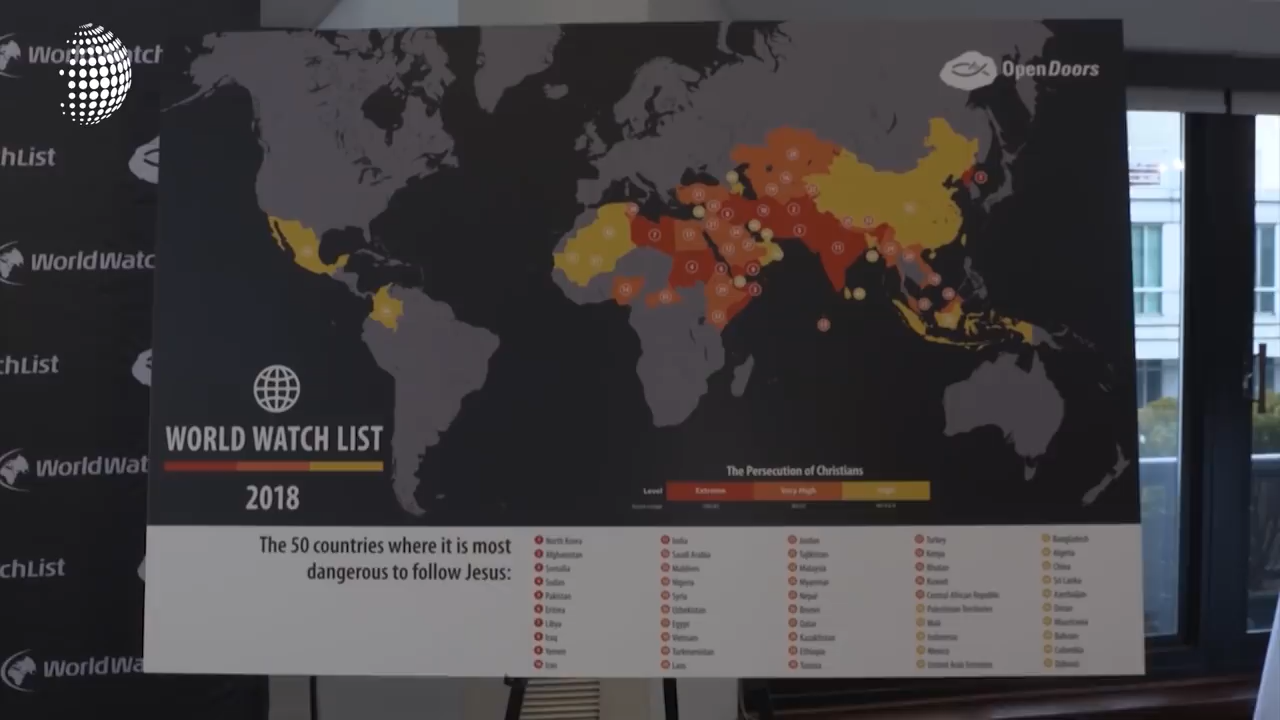 WorldWatch
hList
WorldWatc
chList
WorldWat
chList
WorldWa
OpenDoors
WORLD WATCH LIST
2018
The Persecution of Christians
Level Extreme Very High High
The 50 countries where it is most
dangerous to follow Jesus:
North Korea
Afghanistan
Somalia
Sudan
Pakistan
Eritrea
Libya
Iraq
Yemen
Iran
India
Saudi Arabia
Maldives
Nigeria
Syria
Uzbekistan
Egypt
Vietnam
Turkmenistan
Laos
Jordan
Tajikistan
Malaysia
Myanmar
Nepal
Brunei
Qatar
Kazakhstan
Ethiopia
Tunisia
Turkey
Kenya
Bhutan
Kuwait
Central African Republic
Palestinian Territories
Mali
Indonesia
Mexico
United Arab Emirates
Bangladesh
Algeria
China
Sri Lanka
Azerbaijan
Oman
Mauritania
Bahrain
Colombia
Djibouti